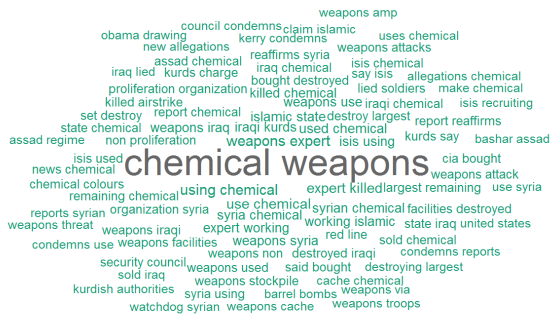 weapons amp
council condemns
claim islamic
obama drawing
kerry condemns
uses chemical
new allegations
weapons attacks
reaffirms syria
assad chemical
iraq chemical
isis chemical
iraq lied
kurds charge
say isis
allegations chemical
bought destroyed
proliferation organization
killed chemical
lied soldiers
make chemical
killed airstrike
weapons use
iraqi chemical
isis recruiting
report chemical
set destroy
islamic state
destroy largest
report reaffirms
state chemical
weapons iraq
iraqi kurds
used chemical
assad regime
non proliferation
weapons expert
isis using
kurds say
bashar assad
isis used
chemical weapons
cia bought
news chemical
weapons attack
chemical colours
using chemical
expert killed
largest remaining
use syria
remaining chemical
use chemical
reports syrian
organization syria
syria chemical
syrian chemical
facilities destroyed
weapons threat
weapons iraqi
expert working
working islamic
state iraq
united states
red line
condemns use
weapons facilities
weapons syria
sold chemical
destroyed iraqi
condemns reports
security council
weapons non
sold iraq
weapons used
said bought
destroying largest
weapons stockpile
cache chemical
kurdish authorities
syria using
barrel bombs
weapons via
watchdog syrian
weapons cache
weapons troops